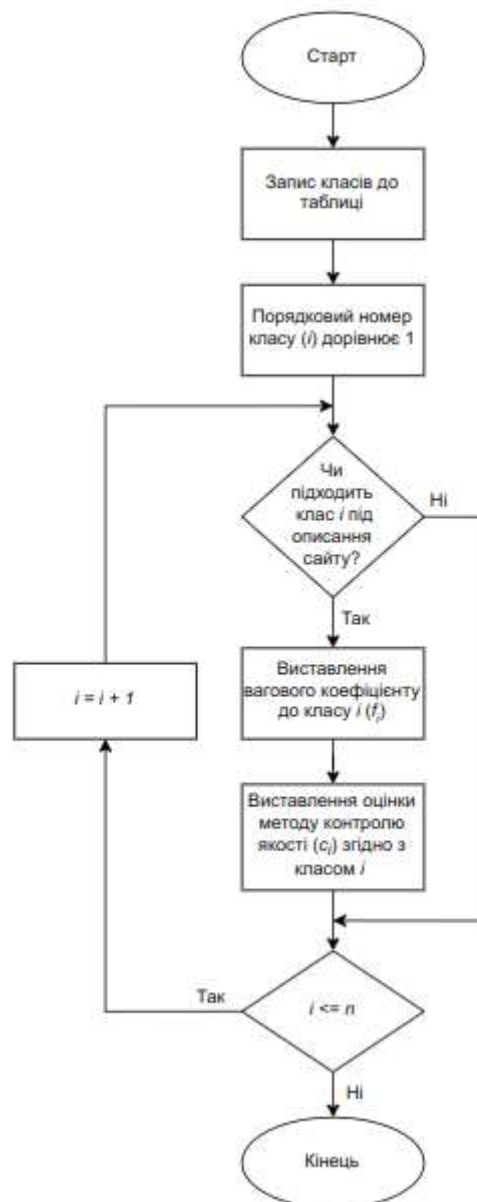 Старт
Запис класів до
таблиці
Порядковий номер
класу (i) дорівнює 1
Чи
підходить
клас i під
описання
сайту?
Ні
Так
Виставлення
вагового коефіцієнту
до класу i (fᵢ)
i = i + 1
Виставлення оцінки
методу контролю
якості (cᵢ) згідно з
класом i
Так
i <= n
Ні
Кінець